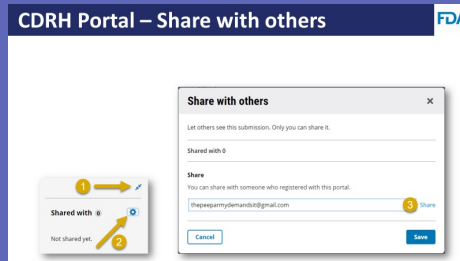 CDRH Portal – Share with others
FDA
Share with others
×
Let others see this submission. Only you can share it.
Shared with 0
Share
You can share with someone who registered with this portal.
thepeeparmydemandsit@gmail.com
3 Share
Cancel
Save
1
Shared with 0
Not shared yet.
2